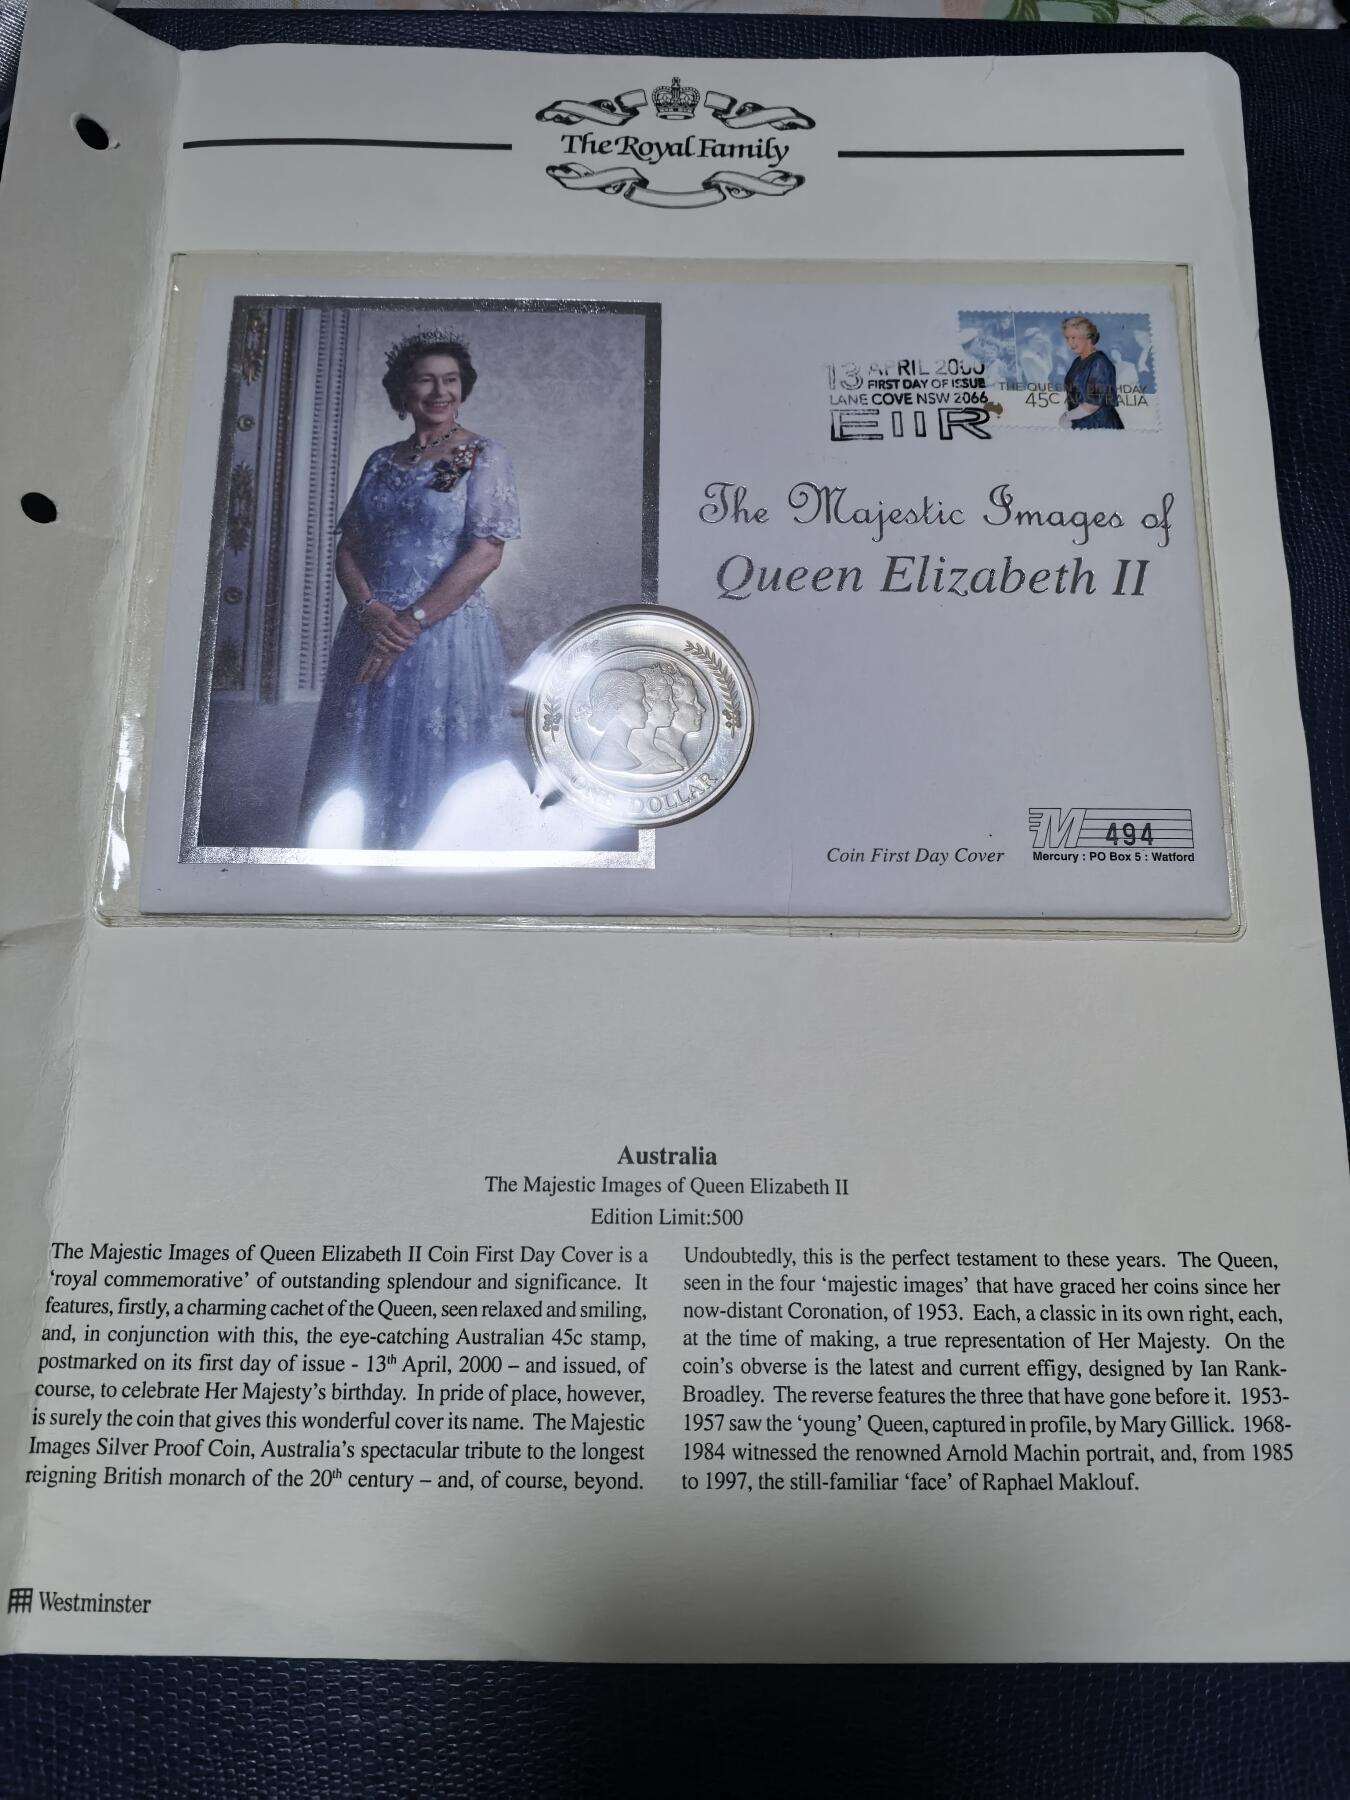 The Royal Family
13 APRIL 2000
FIRST DAY OF ISSUE
LANE COVE NSW 2066
EIIR
THE QUEEN'S BIRTHDAY
45C AUSTRALIA
The Majestic Images of
Queen Elizabeth II
ONE DOLLAR
Coin First Day Cover
M 494
Mercury : PO Box 5 : Watford
Australia
The Majestic Images of Queen Elizabeth II
Edition Limit:500
The Majestic Images of Queen Elizabeth II Coin First Day Cover is a
'royal commemorative' of outstanding splendour and significance. It
features, firstly, a charming cachet of the Queen, seen relaxed and smiling,
and, in conjunction with this, the eye-catching Australian 45c stamp,
postmarked on its first day of issue - 13th April, 2000 – and issued, of
course, to celebrate Her Majesty's birthday. In pride of place, however,
is surely the coin that gives this wonderful cover its name. The Majestic
Images Silver Proof Coin, Australia's spectacular tribute to the longest
reigning British monarch of the 20th century – and, of course, beyond.
Undoubtedly, this is the perfect testament to these years. The Queen,
seen in the four 'majestic images' that have graced her coins since her
now-distant Coronation, of 1953. Each, a classic in its own right, each,
at the time of making, a true representation of Her Majesty. On the
coin's obverse is the latest and current effigy, designed by Ian Rank-
Broadley. The reverse features the three that have gone before it. 1953-
1957 saw the 'young' Queen, captured in profile, by Mary Gillick. 1968-
1984 witnessed the renowned Arnold Machin portrait, and, from 1985
to 1997, the still-familiar 'face' of Raphael Maklouf.
Westminster